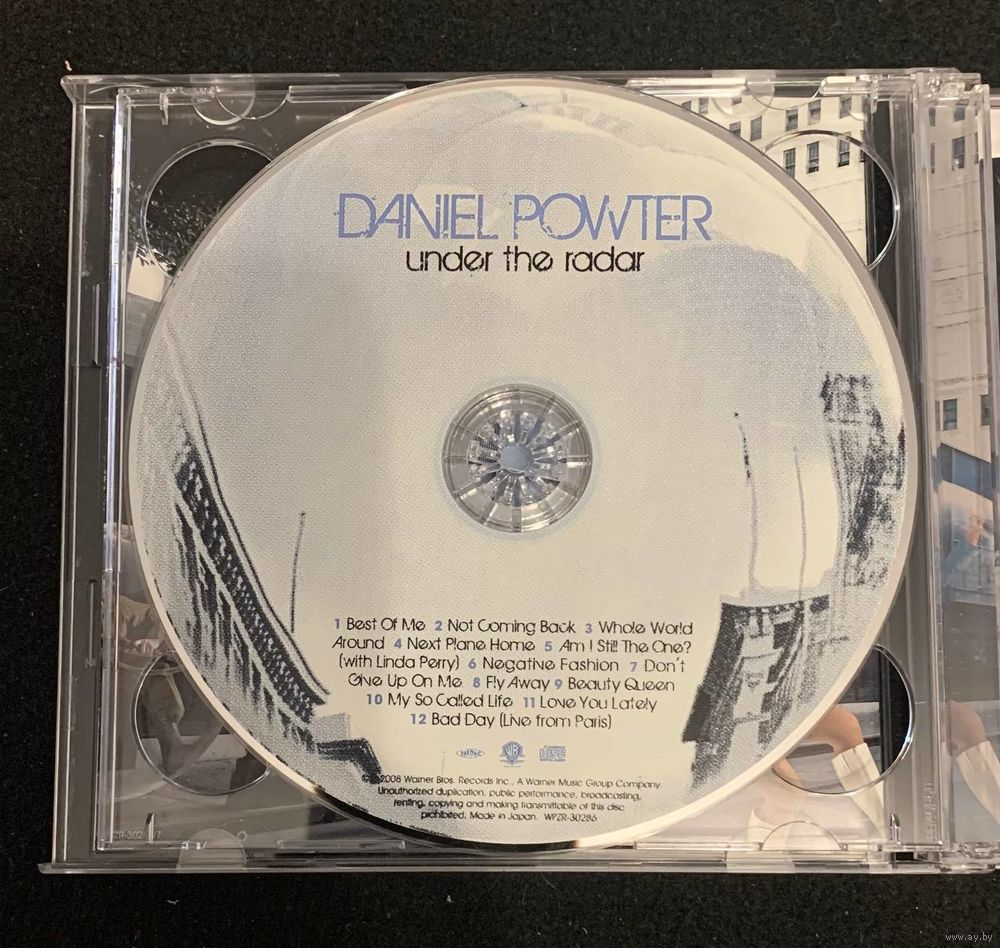 DANIEL POWTER
under the radar
1 Best Of Me 2 Not Coming Back 3 Whole World
Around 4 Next Plane Home 5 Am I Still The One?
(with Linda Perry) 6 Negative Fashion 7 Don't
Give Up On Me 8 Fly Away 9 Beauty Queen
10 My So Called Life 11 Love You Lately
12 Bad Day (Live from Paris)
2008 Warner Bros. Records Inc., A Warner Music Group Company.
Unauthorized duplication, public performance, broadcasting,
renting, copying and making transmittable of this disc
prohibited. Made in Japan. WPZR-30286
www.ay.by